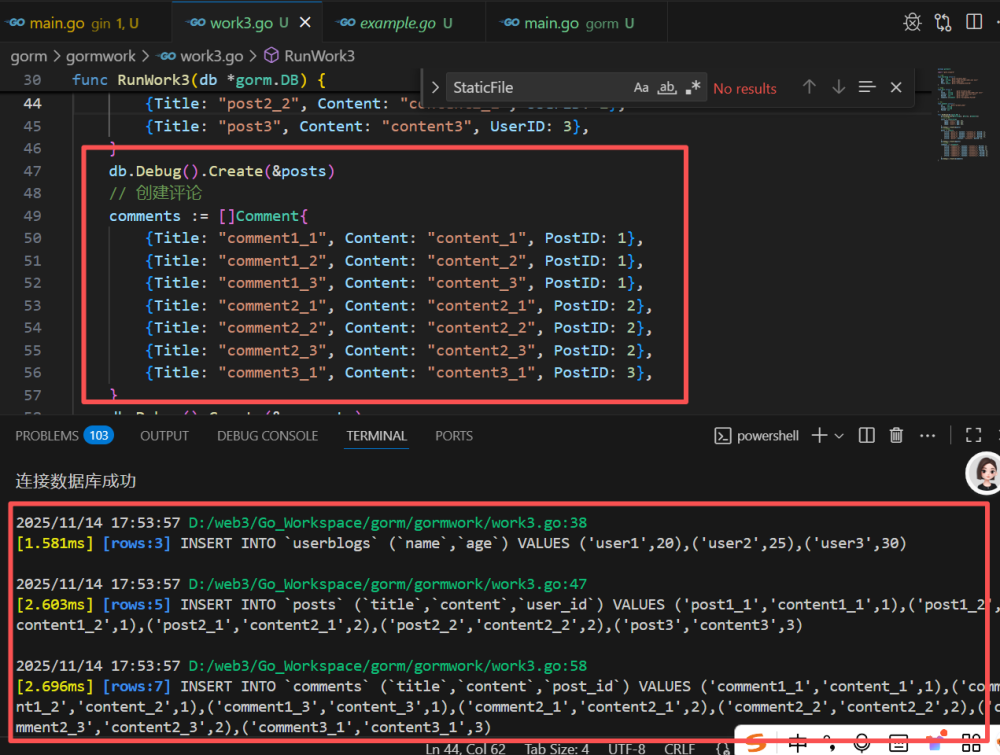 GO main.go gin 1, U GO work3.go U GO example.go U GO main.go gorm U
gorm > gormwork > GO work3.go > RunWork3
30 func RunWork3(db *gorm.DB) {
StaticFile Aa ab .* No results
44 {Title: "post2_2", Content:
45 {Title: "post3", Content: "content3", UserID: 3},
46 }
47 db.Debug().Create(&posts)
48 // 创建评论
49 comments := []Comment{
50 {Title: "comment1_1", Content: "content_1", PostID: 1},
51 {Title: "comment1_2", Content: "content_2", PostID: 1},
52 {Title: "comment1_3", Content: "content_3", PostID: 1},
53 {Title: "comment2_1", Content: "content2_1", PostID: 2},
54 {Title: "comment2_2", Content: "content2_2", PostID: 2},
55 {Title: "comment2_3", Content: "content2_3", PostID: 2},
56 {Title: "comment3_1", Content: "content3_1", PostID: 3},
57 }
PROBLEMS 103 OUTPUT DEBUG CONSOLE TERMINAL PORTS powershell
连接数据库成功
2025/11/14 17:53:57 D:/web3/Go_Workspace/gorm/gormwork/work3.go:38
[1.581ms] [rows:3] INSERT INTO `userblogs` (`name`,`age`) VALUES ('user1',20),('user2',25),('user3',30)
2025/11/14 17:53:57 D:/web3/Go_Workspace/gorm/gormwork/work3.go:47
[2.603ms] [rows:5] INSERT INTO `posts` (`title`,`content`,`user_id`) VALUES ('post1_1','content1_1',1),('post1_2',
content1_2',1),('post2_1','content2_1',2),('post2_2','content2_2',2),('post3','content3',3)
2025/11/14 17:53:57 D:/web3/Go_Workspace/gorm/gormwork/work3.go:58
[2.696ms] [rows:7] INSERT INTO `comments` (`title`,`content`,`post_id`) VALUES ('comment1_1','content_1',1),('com
nt1_2','content_2',1),('comment1_3','content_3',1),('comment2_1','content2_1',2),('comment2_2','content2_2',2),('c
mment2_3','content2_3',2),('comment3_1','content3_1',3)
Ln 44, Col 62 Tab Size: 4 UTF-8 CRLF {} 中